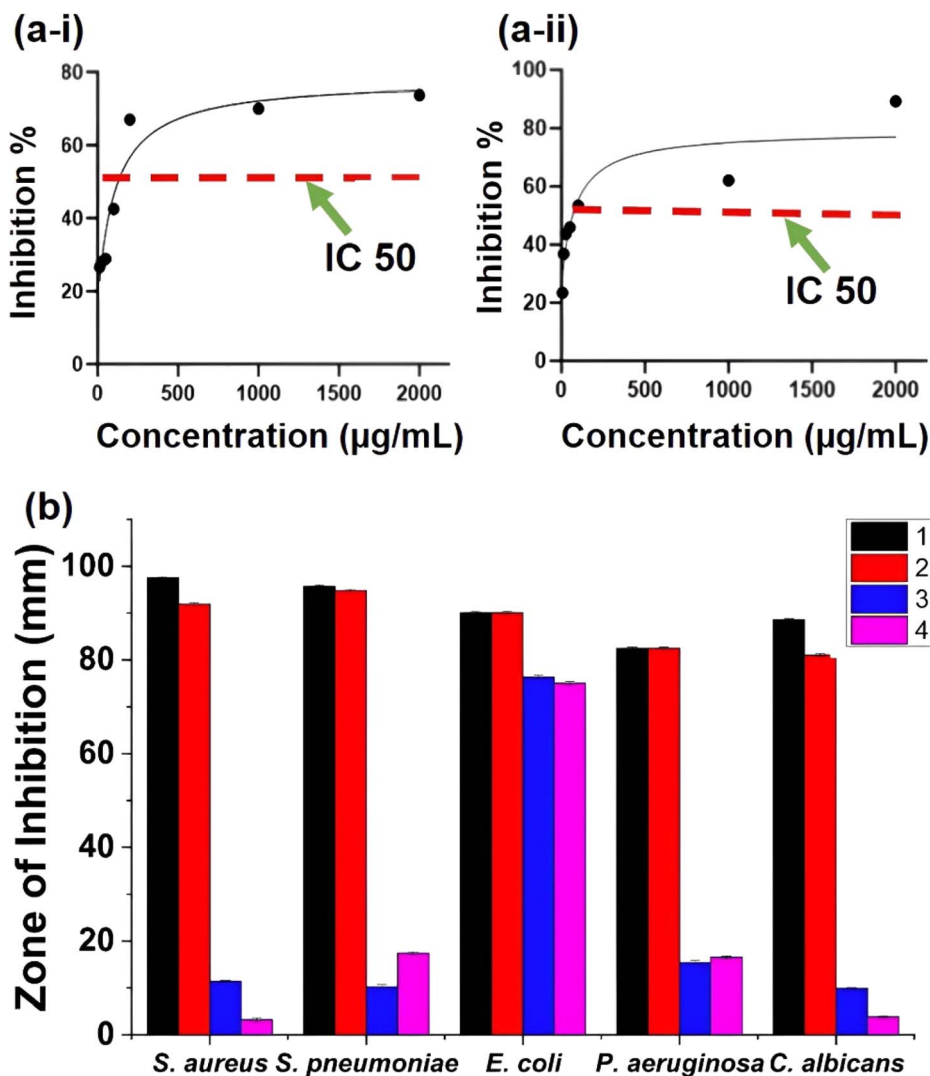 (a-i)
80
60
40
20
0
Inhibition %
IC 50
0 500 1000 1500 2000
Concentration (µg/mL)
(a-ii)
100
80
60
40
20
0
Inhibition %
IC 50
0 500 1000 1500 2000
Concentration (µg/mL)
(b)
100
80
60
40
20
0
Zone of Inhibition (mm)
1
2
3
4
S. aureus S. pneumoniae E. coli P. aeruginosa C. albicans